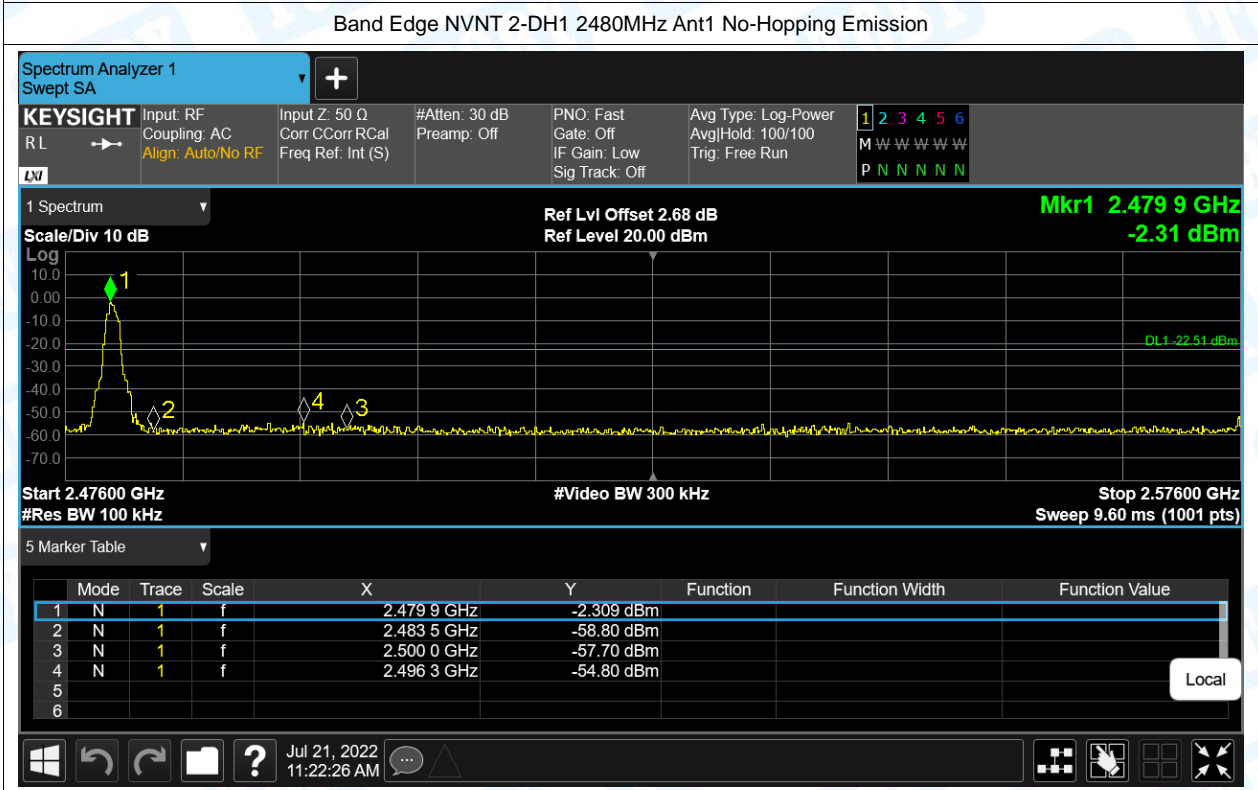 Band Edge NVNT 2-DH1 2480MHz Ant1 No-Hopping Emission
Spectrum Analyzer 1
Swept SA
KEYSIGHT
RL
LXI
Input: RF
Coupling: AC
Align: Auto/No RF
Input Z: 50 Ω
Corr CCorr RCal
Freq Ref: Int (S)
#Atten: 30 dB
Preamp: Off
PNO: Fast
Gate: Off
IF Gain: Low
Sig Track: Off
Avg Type: Log-Power
Avg|Hold: 100/100
Trig: Free Run
1 2 3 4 5 6
M W W W W W
P N N N N N
1 Spectrum
Scale/Div 10 dB
Ref Lvl Offset 2.68 dB
Ref Level 20.00 dBm
Mkr1 2.479 9 GHz
-2.31 dBm
Log
10.0
0.00
-10.0
-20.0
-30.0
-40.0
-50.0
-60.0
-70.0
1
2
4
3
DL1 -22.51 dBm
Start 2.47600 GHz
#Video BW 300 kHz
Stop 2.57600 GHz
#Res BW 100 kHz
Sweep 9.60 ms (1001 pts)
5 Marker Table
Mode Trace Scale X Y Function Function Width Function Value
1 N 1 f 2.479 9 GHz -2.309 dBm
2 N 1 f 2.483 5 GHz -58.80 dBm
3 N 1 f 2.500 0 GHz -57.70 dBm
4 N 1 f 2.496 3 GHz -54.80 dBm
5
6
Local
?
Jul 21, 2022
11:22:26 AM